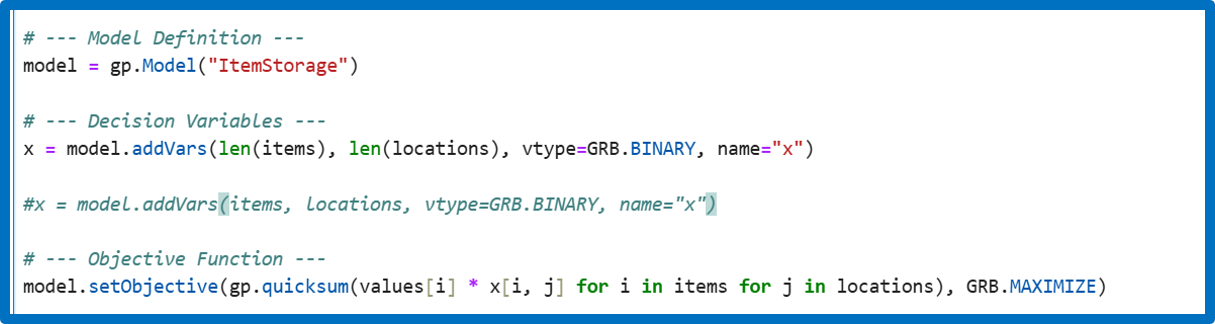 # --- Model Definition ---
model = gp.Model("ItemStorage")
# --- Decision Variables ---
x = model.addVars(len(items), len(locations), vtype=GRB.BINARY, name="x")
#x = model.addVars(items, locations, vtype=GRB.BINARY, name="x")
# --- Objective Function ---
model.setObjective(gp.quicksum(values[i] * x[i, j] for i in items for j in locations), GRB.MAXIMIZE)